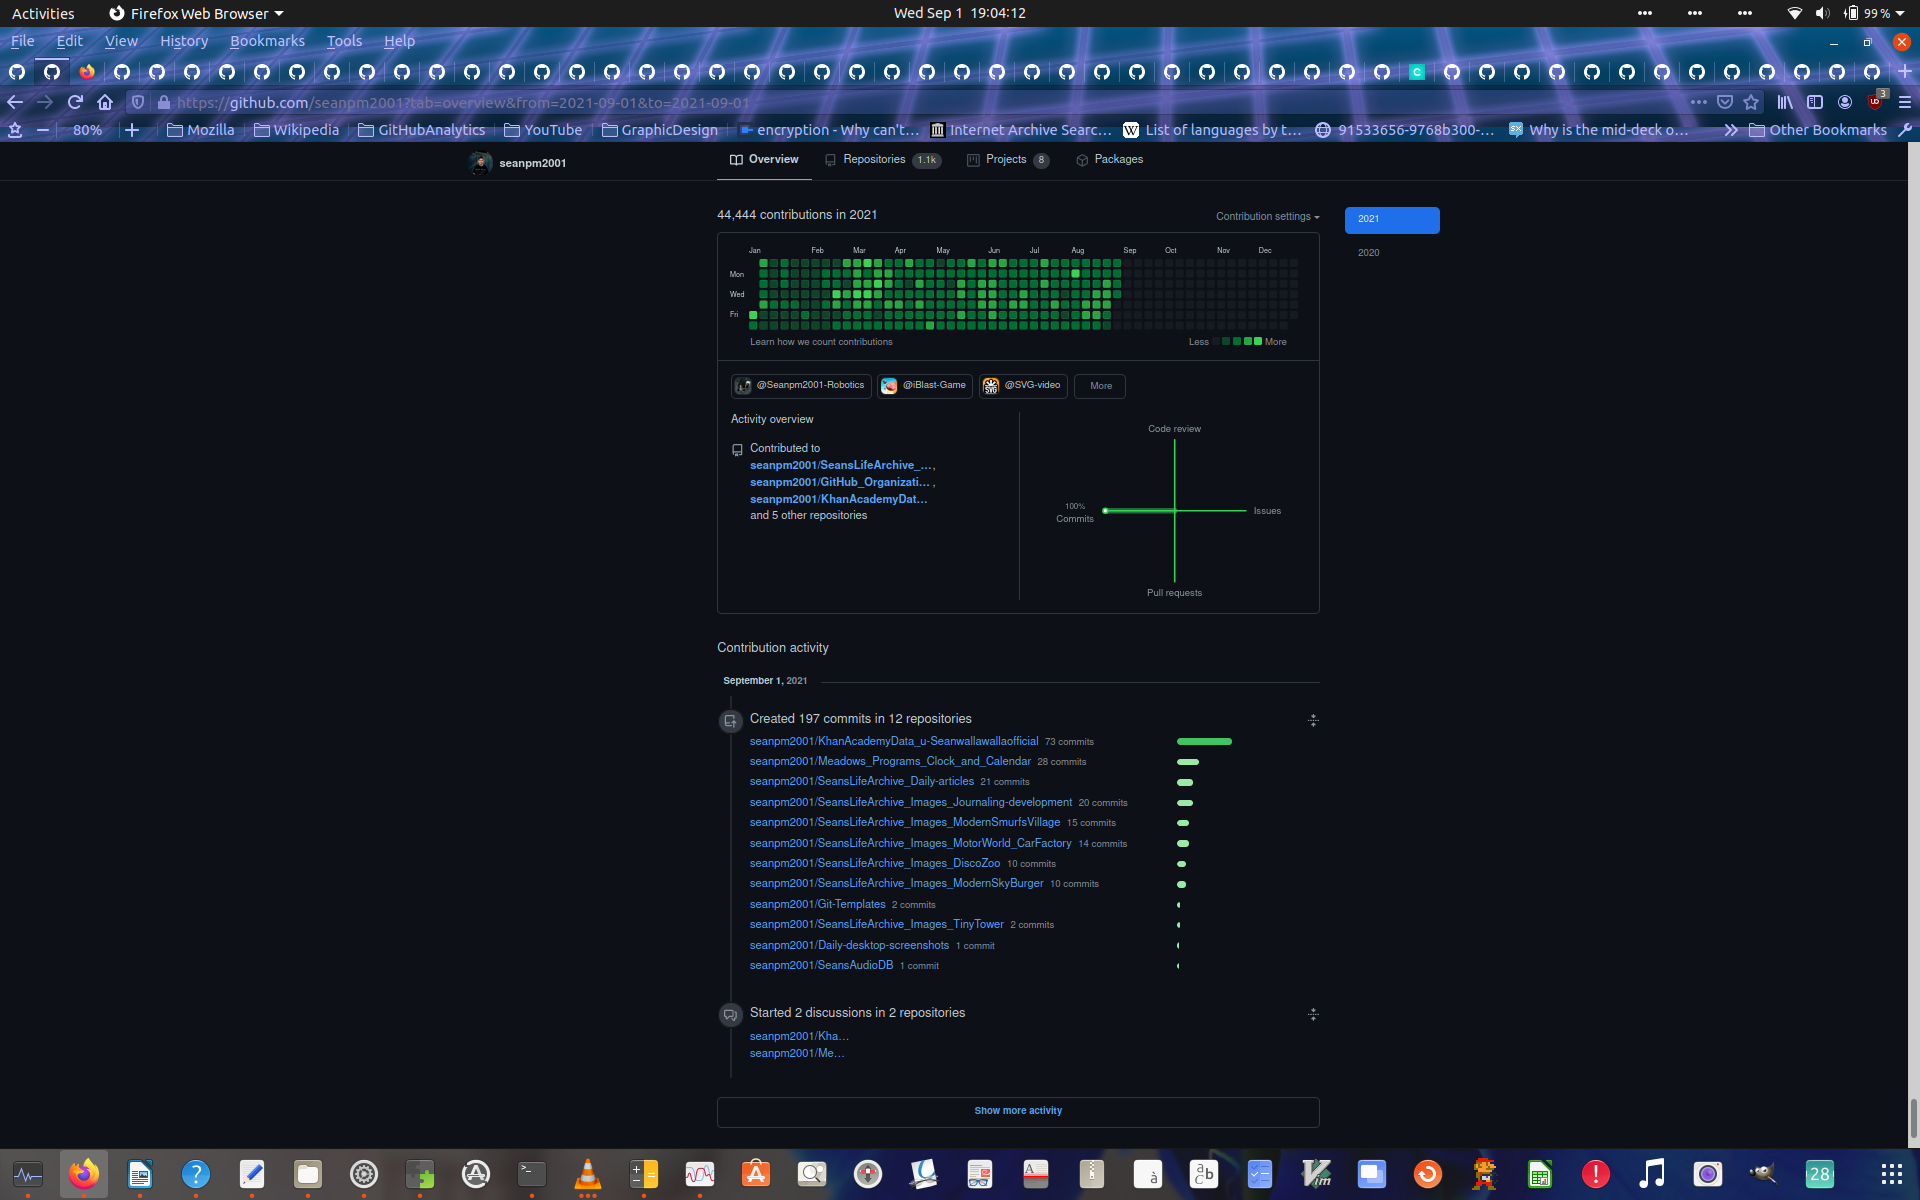 Activities
Firefox Web Browser
Wed Sep 1 19:04:12
99 %
File Edit View History Bookmarks Tools Help
https://github.com/seanpm2001?tab=overview&from=2021-09-01&to=2021-09-01
3
80%
Mozilla
Wikipedia
GitHubAnalytics
YouTube
GraphicDesign
encryption - Why can't…
Internet Archive Searc…
List of languages by t…
91533656-9768b300-…
Why is the mid-deck o…
Other Bookmarks
seanpm2001
Overview
Repositories 1.1k
Projects 8
Packages
44,444 contributions in 2021
Contribution settings
2021
2020
Jan Feb Mar Apr May Jun Jul Aug Sep Oct Nov Dec
Mon
Wed
Fri
Learn how we count contributions
Less More
@Seanpm2001-Robotics
@iBlast-Game
@SVG-video
More
Activity overview
Contributed to
seanpm2001/SeansLifeArchive_…,
seanpm2001/GitHub_Organizati… ,
seanpm2001/KhanAcademyDat…
and 5 other repositories
Code review
100%
Commits
Issues
Pull requests
Contribution activity
September 1, 2021
Created 197 commits in 12 repositories
seanpm2001/KhanAcademyData_u-Seanwallawallaofficial 73 commits
seanpm2001/Meadows_Programs_Clock_and_Calendar 28 commits
seanpm2001/SeansLifeArchive_Daily-articles 21 commits
seanpm2001/SeansLifeArchive_Images_Journaling-development 20 commits
seanpm2001/SeansLifeArchive_Images_ModernSmurfsVillage 15 commits
seanpm2001/SeansLifeArchive_Images_MotorWorld_CarFactory 14 commits
seanpm2001/SeansLifeArchive_Images_DiscoZoo 10 commits
seanpm2001/SeansLifeArchive_Images_ModernSkyBurger 10 commits
seanpm2001/Git-Templates 2 commits
seanpm2001/SeansLifeArchive_Images_TinyTower 2 commits
seanpm2001/Daily-desktop-screenshots 1 commit
seanpm2001/SeansAudioDB 1 commit
Started 2 discussions in 2 repositories
seanpm2001/Kha…
seanpm2001/Me…
Show more activity
28